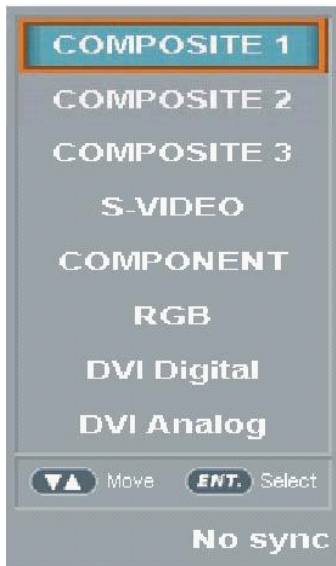 COMPOSITE 1
COMPOSITE 2
COMPOSITE 3
S-VIDEO
COMPONENT
RGB
DVI Digital
DVI Analog
▼▲ Move ENT. Select
No sync